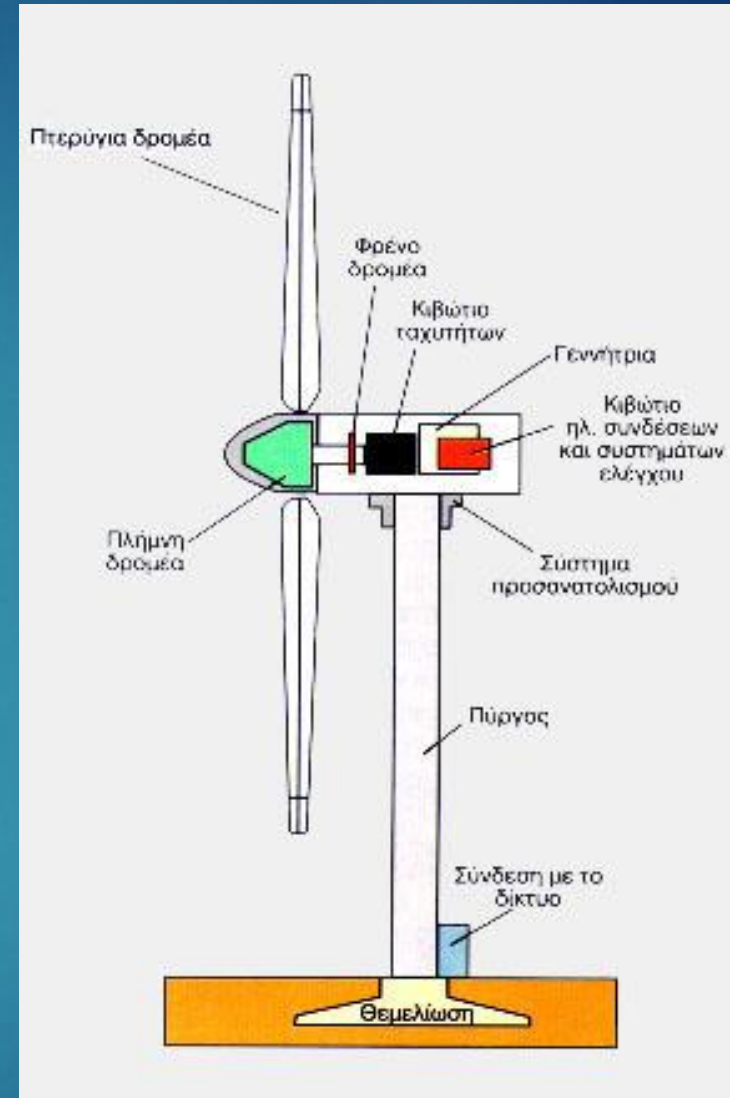 Πτερύγια δρομέα
Φρένο
δρομέα
Κιβώτιο
ταχυτήτων
Γεννήτρια
Κιβώτιο
ηλ. συνδέσεων
και συστημάτων
ελέγχου
Πλήμνη
δρομέα
Σύστημα
προσανατολισμού
Πύργος
Σύνδεση με το
δίκτυο
Θεμελίωση